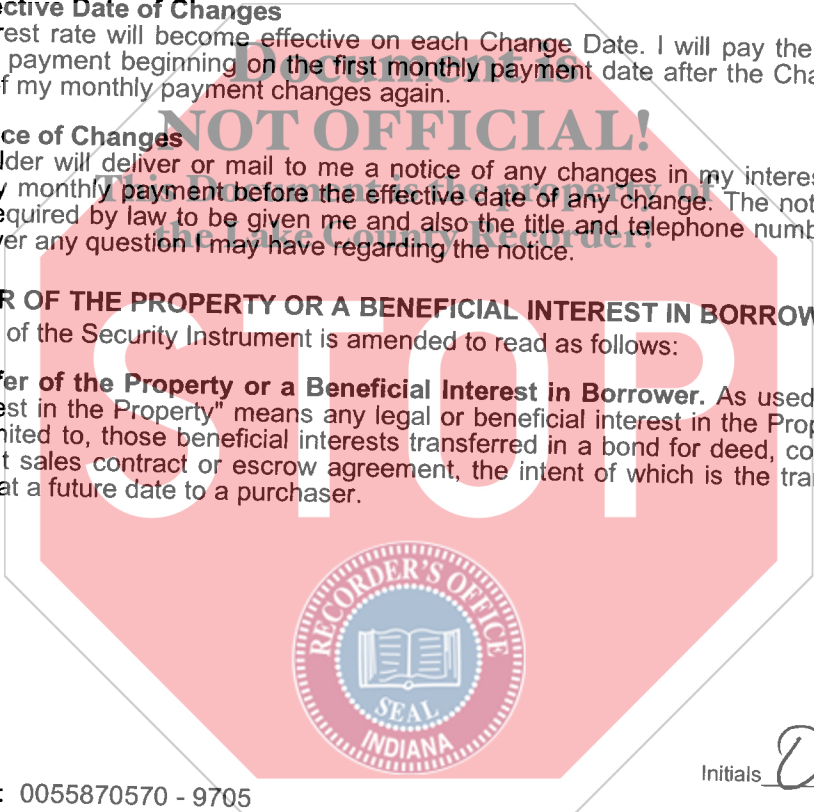 ective Date of Changes
rest rate will become effective on each Change Date. I will pay the
payment beginning on the first monthly payment date after the Cha
f my monthly payment changes again.
ce of Changes
lder will deliver or mail to me a notice of any changes in my interes
y monthly payment before the effective date of any change. The not
equired by law to be given me and also the title and telephone numb
er any question I may have regarding the notice.
R OF THE PROPERTY OR A BENEFICIAL INTEREST IN BORROW
of the Security Instrument is amended to read as follows:
fer of the Property or a Beneficial Interest in Borrower. As used
est in the Property" means any legal or beneficial interest in the Prop
nited to, those beneficial interests transferred in a bond for deed, co
t sales contract or escrow agreement, the intent of which is the tra
at a future date to a purchaser.
Document is
NOT OFFICIAL!
This Document is the property of
the Lake County Recorder!
STOP
RECORDER'S OFFICE
SEAL
INDIANA
Initials
: 0055870570 - 9705